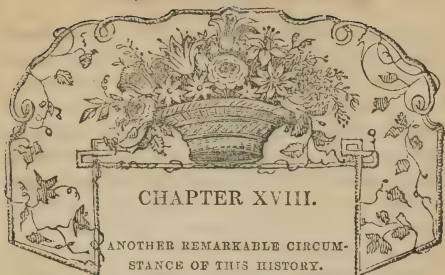 CHAPTER XVIII.
ANOTHER REMARKABLE CIRCUM-
STANCE OF THIS HISTORY.